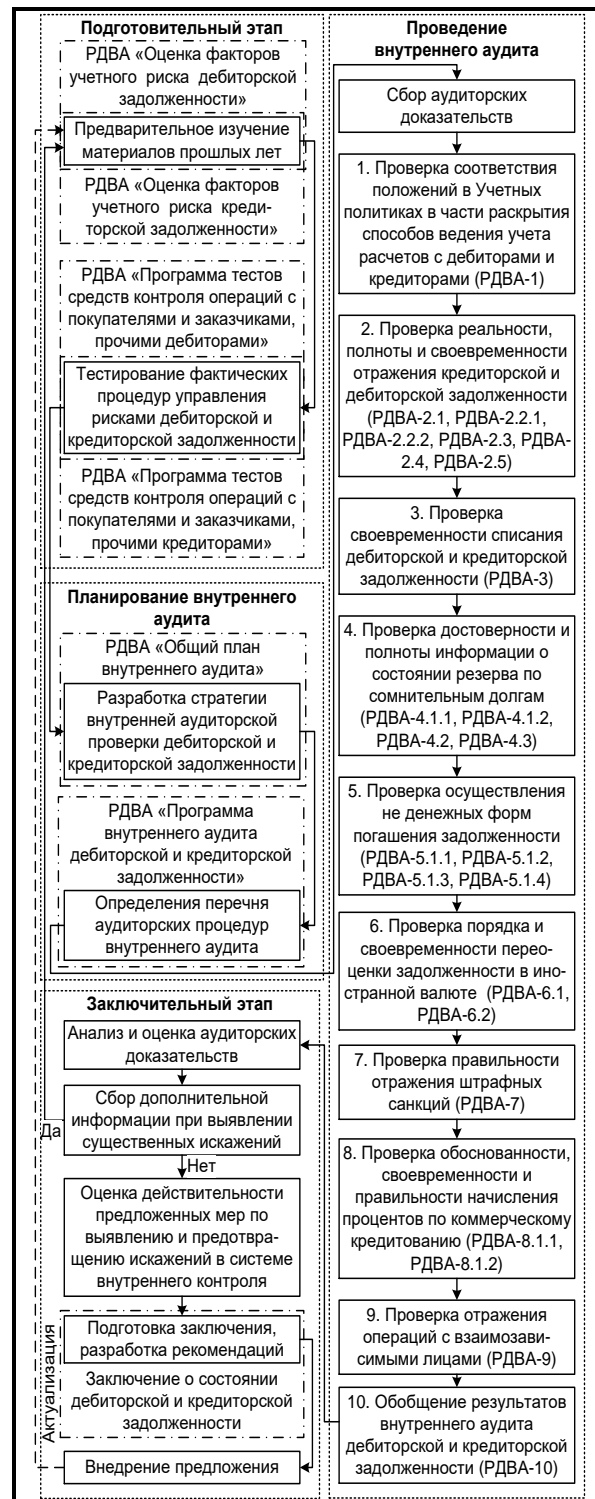 Подготовительный этап
РДВА «Оценка факторов
учетного риска дебиторской
задолженности»
Предварительное изучение
материалов прошлых лет
РДВА «Оценка факторов
учетного риска креди-
торской задолженности»
РДВА «Программа тестов
средств контроля операций с
покупателями и заказчиками,
прочими дебиторами»
Тестирование фактических
процедур управления
рисками дебиторской и
кредиторской задолженности
РДВА «Программа тестов
средств контроля операций с
покупателями и заказчиками,
прочими кредиторами»
Планирование внутреннего
аудита
РДВА «Общий план
внутреннего аудита»
Разработка стратегии
внутренней аудиторской
проверки дебиторской и
кредиторской задолженности
РДВА «Программа
внутреннего аудита
дебиторской и кредиторской
задолженности»
Определения перечня
аудиторских процедур
внутреннего аудита
Проведение
внутреннего аудита
Сбор аудиторских
доказательств
1. Проверка соответствия
положений в Учетных
политиках в части раскрытия
способов ведения учета
расчетов с дебиторами и
кредиторами (РДВА-1)
2. Проверка реальности,
полноты и своевременности
отражения кредиторской и
дебиторской задолженности
(РДВА-2.1, РДВА-2.2.1,
РДВА-2.2.2, РДВА-2.3, РДВА-
2.4, РДВА-2.5)
3. Проверка
своевременности списания
дебиторской и кредиторской
задолженности (РДВА-3)
4. Проверка достоверности и
полноты информации о
состоянии резерва по
сомнительным долгам
(РДВА-4.1.1, РДВА-4.1.2,
РДВА-4.2, РДВА-4.3)
5. Проверка осуществления
не денежных форм
погашения задолженности
(РДВА-5.1.1, РДВА-5.1.2,
РДВА-5.1.3, РДВА-5.1.4)
6. Проверка порядка и
своевременности перео-
ценки задолженности в ино-
странной валюте (РДВА-6.1,
РДВА-6.2)
7. Проверка правильности
отражения штрафных
санкций (РДВА-7)
8. Проверка обоснованности,
своевременности и
правильности начисления
процентов по коммерческому
кредитованию (РДВА-8.1.1,
РДВА-8.1.2)
9. Проверка отражения
операций с взаимозави-
симыми лицами (РДВА-9)
10. Обобщение результатов
внутреннего аудита
дебиторской и кредиторской
задолженности (РДВА-10)
Заключительный этап
Анализ и оценка аудиторских
доказательств
Сбор дополнительной
информации при выявлении
существенных искажений
Да
Нет
Оценка действительности
предложенных мер по
выявлению и предотвра-
щению искажений в системе
внутреннего контроля
Подготовка заключения,
разработка рекомендаций
Заключение о состоянии
дебиторской и кредиторской
задолженности
Актуализация
Внедрение предложения